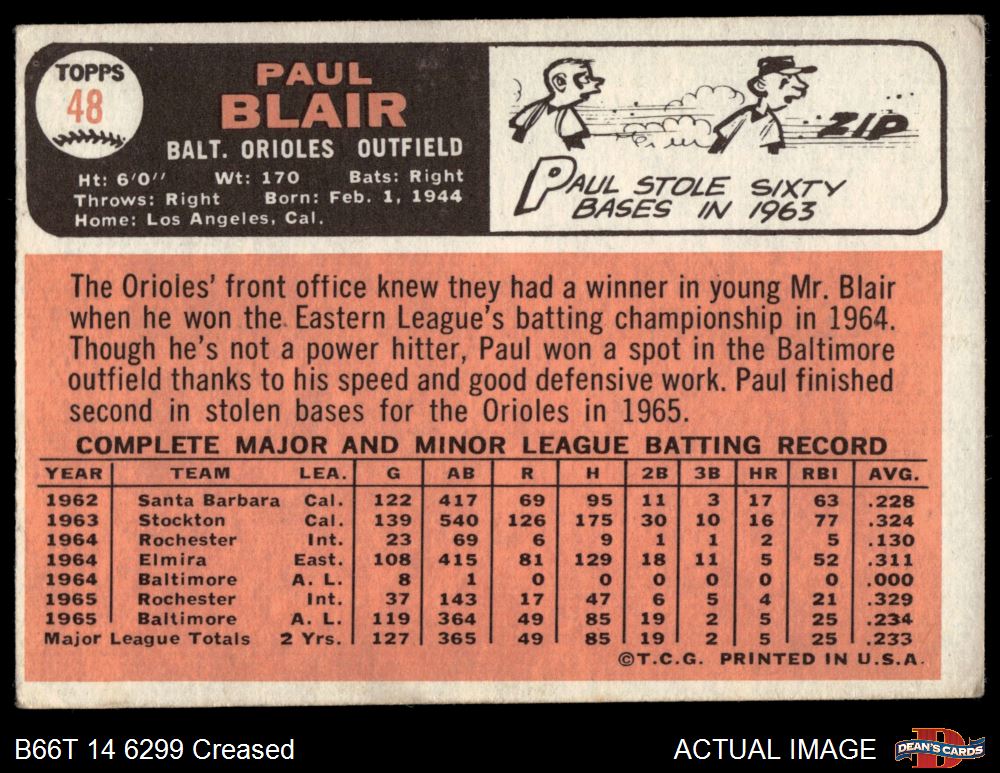 TOPPS
48
PAUL
BLAIR
BALT. ORIOLES OUTFIELD
Ht: 6'0'' Wt: 170 Bats: Right
Throws: Right Born: Feb. 1, 1944
Home: Los Angeles, Cal.
ZIP
PAUL STOLE SIXTY
BASES IN 1963
The Orioles' front office knew they had a winner in young Mr. Blair
when he won the Eastern League's batting championship in 1964.
Though he's not a power hitter, Paul won a spot in the Baltimore
outfield thanks to his speed and good defensive work. Paul finished
second in stolen bases for the Orioles in 1965.
COMPLETE MAJOR AND MINOR LEAGUE BATTING RECORD
YEAR TEAM LEA. G AB R H 2B 3B HR RBI AVG.
1962 Santa Barbara Cal. 122 417 69 95 11 3 17 63 .228
1963 Stockton Cal. 139 540 126 175 30 10 16 77 .324
1964 Rochester Int. 23 69 6 9 1 1 2 5 .130
1964 Elmira East. 108 415 81 129 18 11 5 52 .311
1964 Baltimore A. L. 8 1 0 0 0 0 0 0 .000
1965 Rochester Int. 37 143 17 47 6 5 4 21 .329
1965 Baltimore A. L. 119 364 49 85 19 2 5 25 .234
Major League Totals 2 Yrs. 127 365 49 85 19 2 5 25 .233
©T.C.G. PRINTED IN U.S.A.
B66T 14 6299 Creased
ACTUAL IMAGE
DEAN'S CARDS